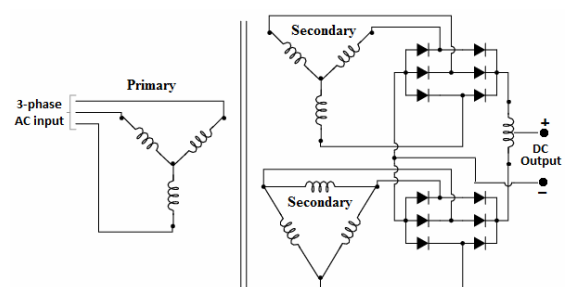 Secondary
Primary
3-phase
AC input
+
DC
Output
−
Secondary